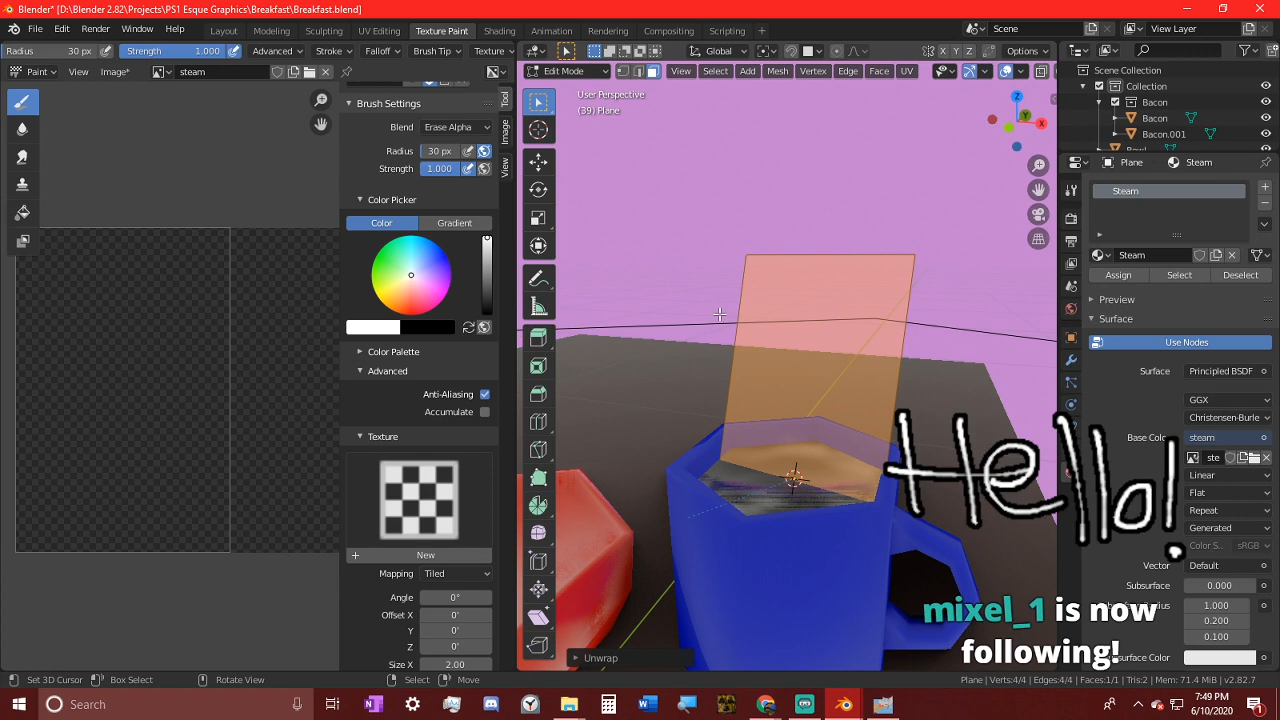 Blender* [D:\Blender 2.82\Projects\PS1 Esque Graphics\Breakfast\Breakfast.blend]
File Edit Render Window Help Layout Modeling Sculpting UV Editing Texture Paint Shading Animation Rendering Compositing Scripting Scene View Layer
Radius 30 px Strength 1.000 Advanced Stroke Falloff Brush Tip Texture Global X Y Z Options
Paint View Image* steam Edit Mode View Select Add Mesh Vertex Edge Face UV
Scene Collection
Collection
Bacon
Bacon
Bacon.001
Brush Settings
Blend Erase Alpha
Radius 30 px
Strength 1.000
Color Picker
Color Gradient
Color Palette
Advanced
Anti-Aliasing
Accumulate
Texture
New
Mapping Tiled
Angle 0°
Offset X 0°
Y 0°
Z 0°
Size X 2.00
Tool
Image
View
User Perspective
(39) Plane
Z
Y
X
Unwrap
Plane Steam
Steam
Steam
Assign Select Deselect
Preview
Surface
Use Nodes
Surface Principled BSDF
GGX
Christensen-Burle
Base Color steam
ste
Linear
Flat
Repeat
Generated
Color S.. sRGB
Vector Default
Subsurface 0.000
1.000
0.200
0.100
Hello!
mixel_1 is now
following!
Set 3D Cursor Box Select Rotate View Select Move Plane | Verts:4/4 | Edges:4/4 | Faces:1/1 | Tris:2 | Mem: 71.4 MiB | v2.82.7
Search
7:49 PM
6/10/2020